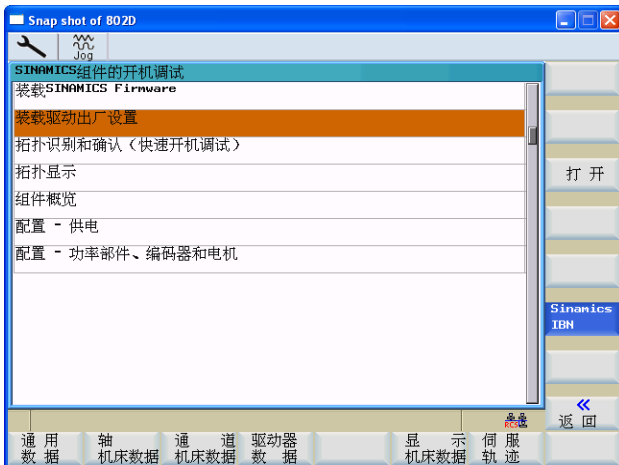 Snap shot of 802D
Jog
SINAMICS组件的开机调试
装载SINAMICS Firmware
装载驱动出厂设置
拓扑识别和确认（快速开机调试）
拓扑显示
组件概览
配置 - 供电
配置 - 功率部件、编码器和电机
打 开
Sinamics
IBN
RCS
返 回
通 用
数 据
轴
机床数据
通 道
机床数据
驱动器
数 据
显 示
机床数据
伺 服
轨 迹